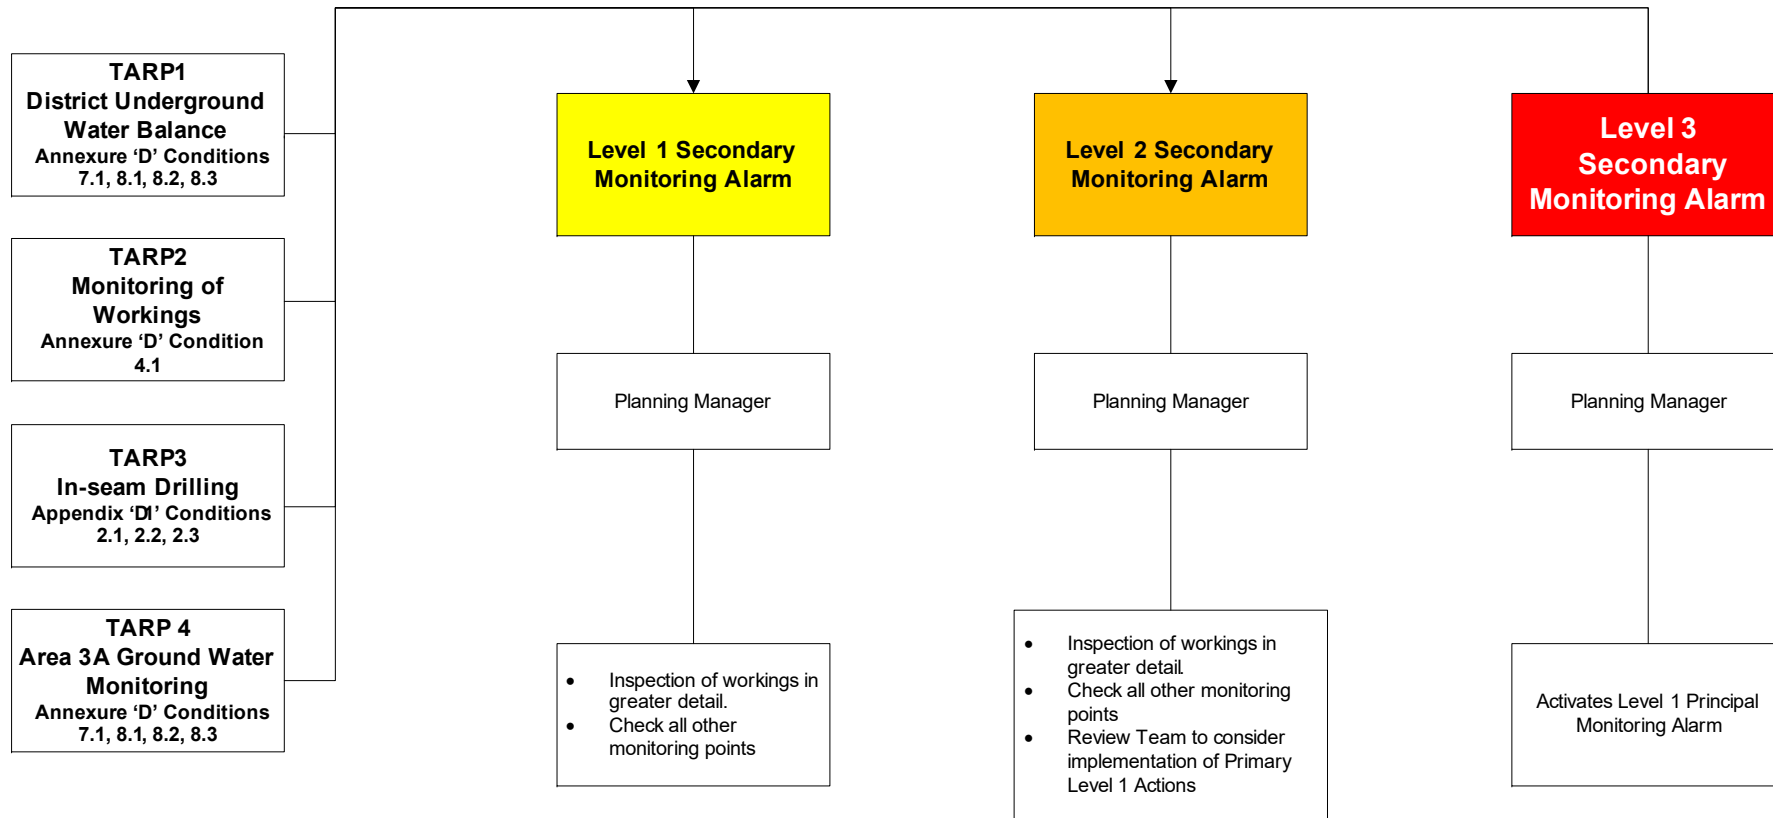 TARP1
District Underground
Water Balance
Annexure ‘D’ Conditions
7.1, 8.1, 8.2, 8.3
TARP2
Monitoring of
Workings
Annexure ‘D’ Condition
4.1
TARP3
In-seam Drilling
Appendix ‘D1’ Conditions
2.1, 2.2, 2.3
TARP 4
Area 3A Ground Water
Monitoring
Annexure ‘D’ Conditions
7.1, 8.1, 8.2, 8.3
Level 1 Secondary
Monitoring Alarm
Planning Manager
• Inspection of workings in
greater detail.
• Check all other
monitoring points
Level 2 Secondary
Monitoring Alarm
Planning Manager
• Inspection of workings in
greater detail.
• Check all other monitoring
points
• Review Team to consider
implementation of Primary
Level 1 Actions
Level 3
Secondary
Monitoring Alarm
Planning Manager
Activates Level 1 Principal
Monitoring Alarm